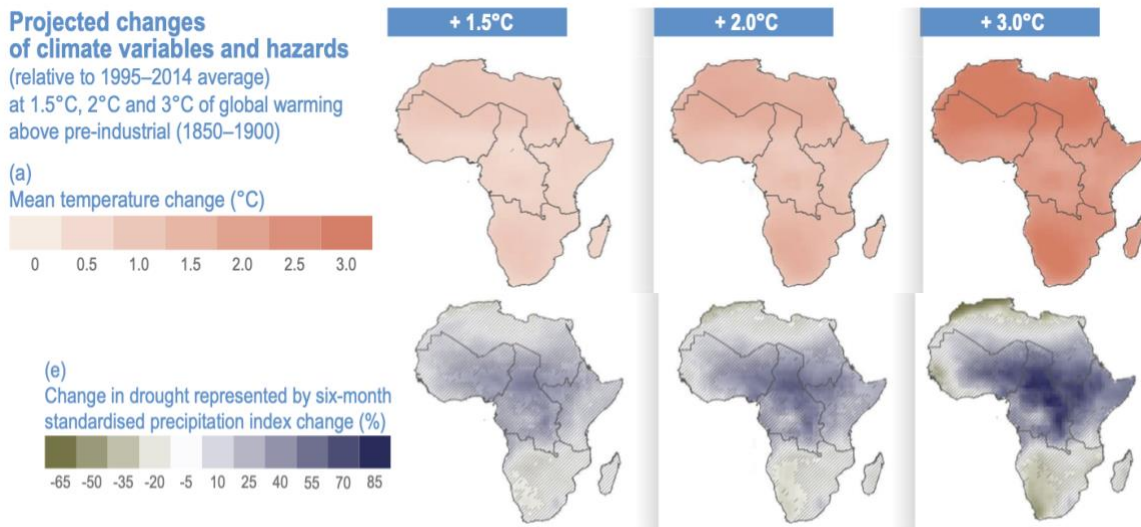 Projected changes
of climate variables and hazards
(relative to 1995–2014 average)
at 1.5°C, 2°C and 3°C of global warming
above pre-industrial (1850–1900)
+ 1.5°C
+ 2.0°C
+ 3.0°C
(a)
Mean temperature change (°C)
0 0.5 1.0 1.5 2.0 2.5 3.0
(e)
Change in drought represented by six-month
standardised precipitation index change (%)
-65 -50 -35 -20 -5 10 25 40 55 70 85